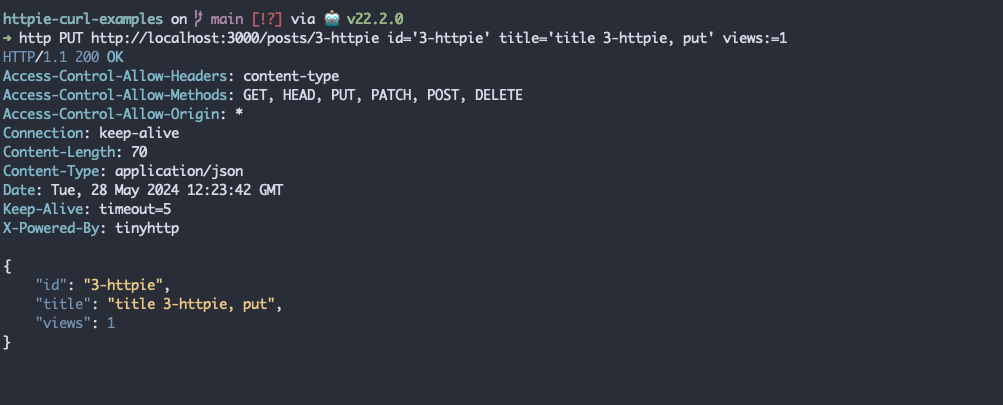 httpie-curl-examples on main [!?] via 🤖 v22.2.0
➜ http PUT http://localhost:3000/posts/3-httpie id='3-httpie' title='title 3-httpie, put' views:=1
HTTP/1.1 200 OK
Access-Control-Allow-Headers: content-type
Access-Control-Allow-Methods: GET, HEAD, PUT, PATCH, POST, DELETE
Access-Control-Allow-Origin: *
Connection: keep-alive
Content-Length: 70
Content-Type: application/json
Date: Tue, 28 May 2024 12:23:42 GMT
Keep-Alive: timeout=5
X-Powered-By: tinyhttp

{
    "id": "3-httpie",
    "title": "title 3-httpie, put",
    "views": 1
}